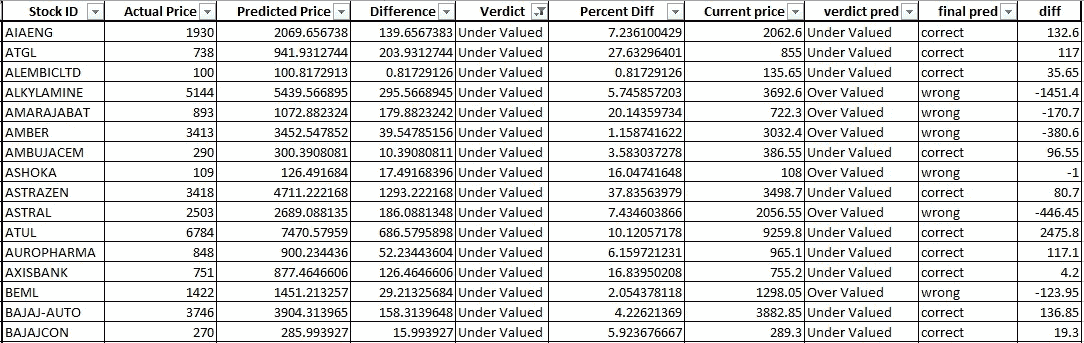 Stock ID Actual Price Predicted Price Difference Verdict Percent Diff Current price verdict pred final pred diff
AIAENG 1930 2069.656738 139.6567383 Under Valued 7.236100429 2062.6 Under Valued correct 132.6
ATGL 738 941.9312744 203.9312744 Under Valued 27.63296401 855 Under Valued correct 117
ALEMBICLTD 100 100.8172913 0.81729126 Under Valued 0.81729126 135.65 Under Valued correct 35.65
ALKYLAMINE 5144 5439.566895 295.5668945 Under Valued 5.745857203 3692.6 Over Valued wrong -1451.4
AMARAJABAT 893 1072.882324 179.8823242 Under Valued 20.14359734 722.3 Over Valued wrong -170.7
AMBER 3413 3452.547852 39.54785156 Under Valued 1.158741622 3032.4 Over Valued wrong -380.6
AMBUJACEM 290 300.3908081 10.39080811 Under Valued 3.583037278 386.55 Under Valued correct 96.55
ASHOKA 109 126.491684 17.49168396 Under Valued 16.04741648 108 Over Valued wrong -1
ASTRAZEN 3418 4711.222168 1293.222168 Under Valued 37.83563979 3498.7 Under Valued correct 80.7
ASTRAL 2503 2689.088135 186.0881348 Under Valued 7.434603866 2056.55 Over Valued wrong -446.45
ATUL 6784 7470.57959 686.5795898 Under Valued 10.12057178 9259.8 Under Valued correct 2475.8
AUROPHARMA 848 900.234436 52.23443604 Under Valued 6.159721231 965.1 Under Valued correct 117.1
AXISBANK 751 877.4646606 126.4646606 Under Valued 16.83950208 755.2 Under Valued correct 4.2
BEML 1422 1451.213257 29.21325684 Under Valued 2.054378118 1298.05 Over Valued wrong -123.95
BAJAJ-AUTO 3746 3904.313965 158.3139648 Under Valued 4.22621369 3882.85 Under Valued correct 136.85
BAJAJCON 270 285.993927 15.993927 Under Valued 5.923676667 289.3 Under Valued correct 19.3